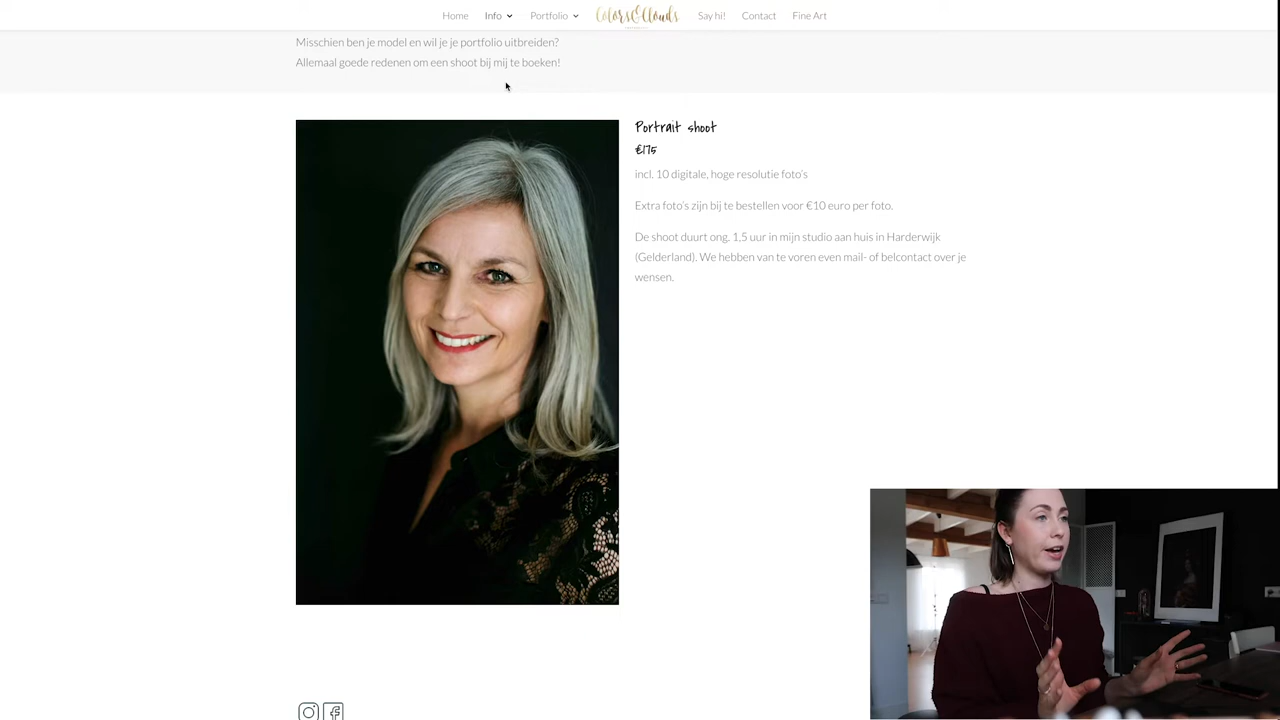 Home Info Portfolio Colors&Clouds Say hi! Contact Fine Art
Misschien ben je model en wil je je portfolio uitbreiden?
Allemaal goede redenen om een shoot bij mij te boeken!
Portrait shoot
€175
incl. 10 digitale, hoge resolutie foto's
Extra foto's zijn bij te bestellen voor €10 euro per foto.
De shoot duurt ong. 1,5 uur in mijn studio aan huis in Harderwijk
(Gelderland). We hebben van te voren even mail- of belcontact over je
wensen.